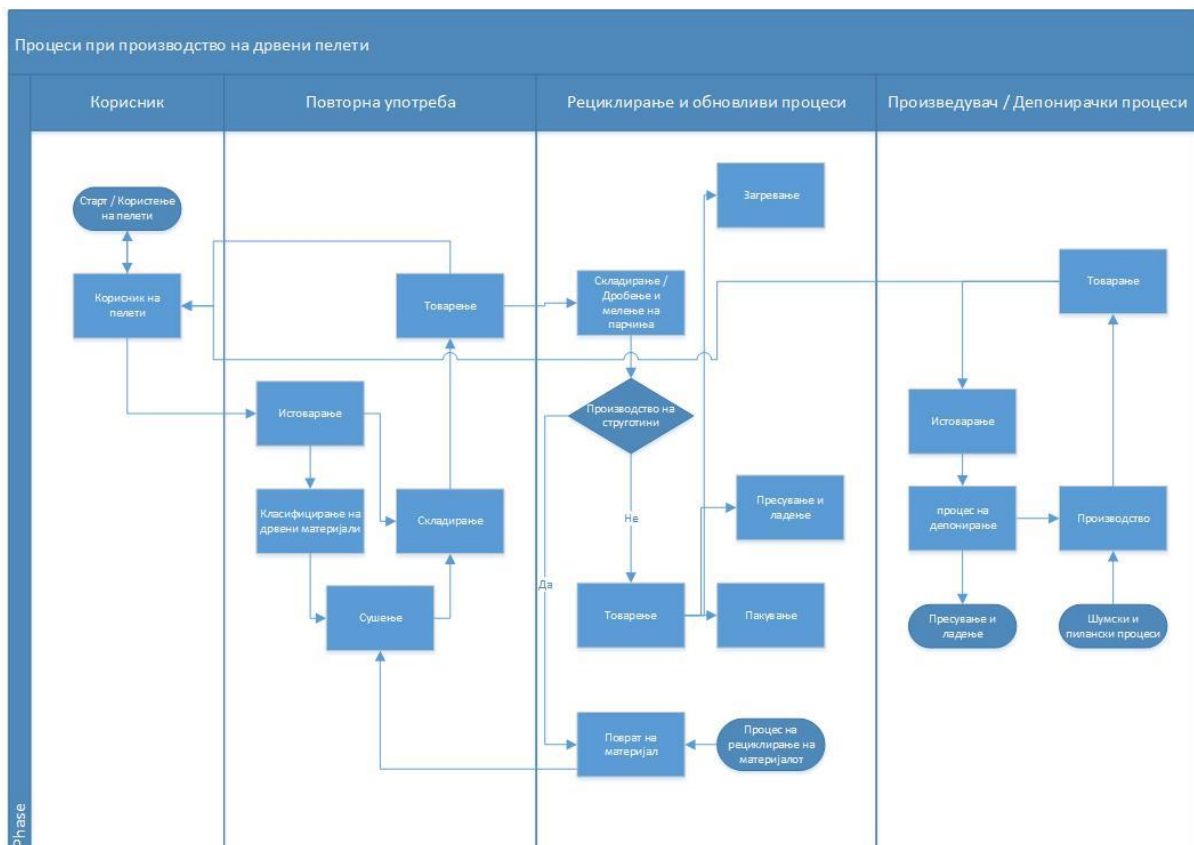 Процеси при производство на дрвени пелети
Корисник
Повторна употреба
Рециклирање и обновливи процеси
Произведувач / Депонирачки процеси
Старт / Користење
на пелети
Корисник на
пелети
Товарење
Истоварање
Класифицирање на
дрвени материјали
Складирање
Сушење
Загревање
Складирање /
Дробење и
мелење на
парчиња
Производство на
струготини
Не
Да
Пресување и
ладење
Товарење
Пакување
Поврат на
материјал
Процес на
рециклирање на
материјалот
Товарање
Истоварање
процес на
депонирање
Производство
Пресување и
ладење
Шумски и
пилански процеси
Phase